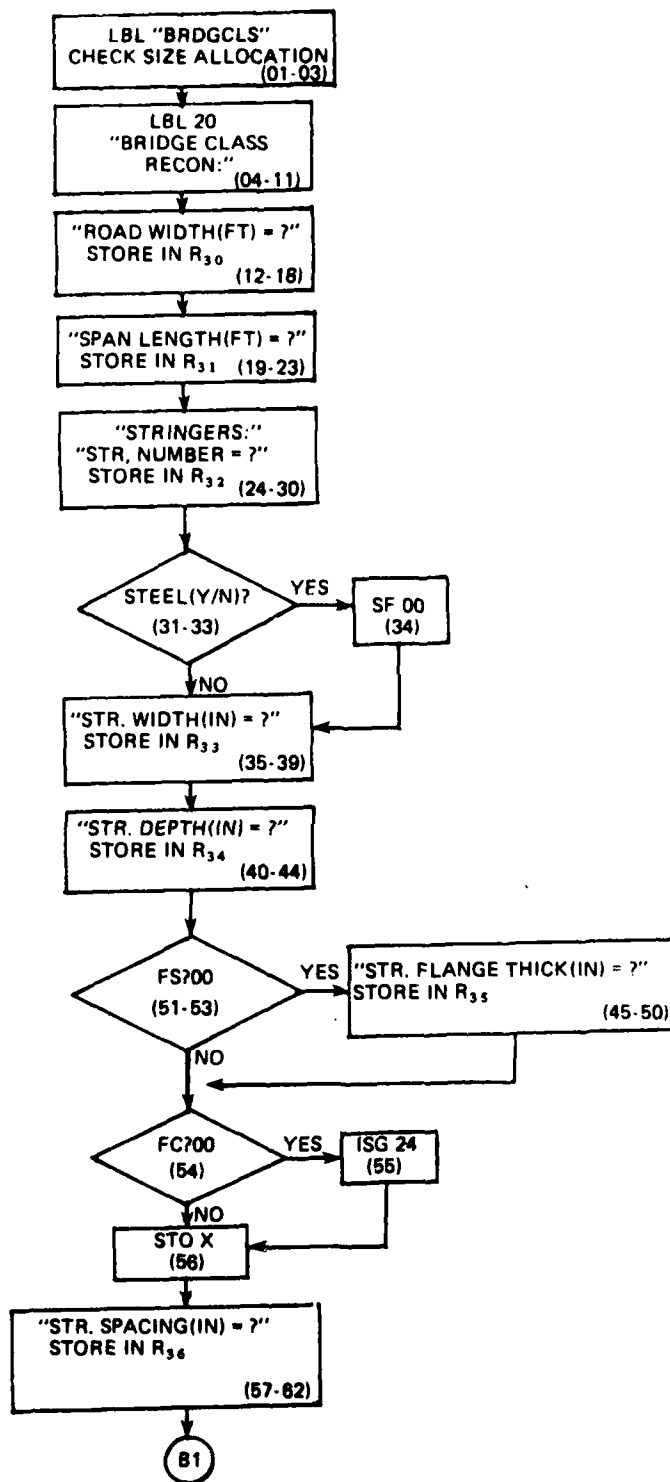 LBL "BRDGCLS"
CHECK SIZE ALLOCATION
(01-03)
LBL 20
"BRIDGE CLASS
RECON:"
(04-11)
"ROAD WIDTH(FT) = ?"
STORE IN R30
(12-18)
"SPAN LENGTH(FT) = ?"
STORE IN R31 (19-23)
"STRINGERS:"
"STR, NUMBER = ?"
STORE IN R32 (24-30)
STEEL(Y/N)?
(31-33)
YES
SF 00
(34)
NO
"STR. WIDTH(IN) = ?"
STORE IN R33
(35-39)
"STR. DEPTH(IN) = ?"
STORE IN R34
(40-44)
FS?00
(51-53)
YES
"STR. FLANGE THICK(IN) = ?"
STORE IN R35
(45-50)
NO
FC?00
(54)
YES
ISG 24
(55)
NO
STO X
(56)
"STR. SPACING(IN) = ?"
STORE IN R36
(57-62)
B1